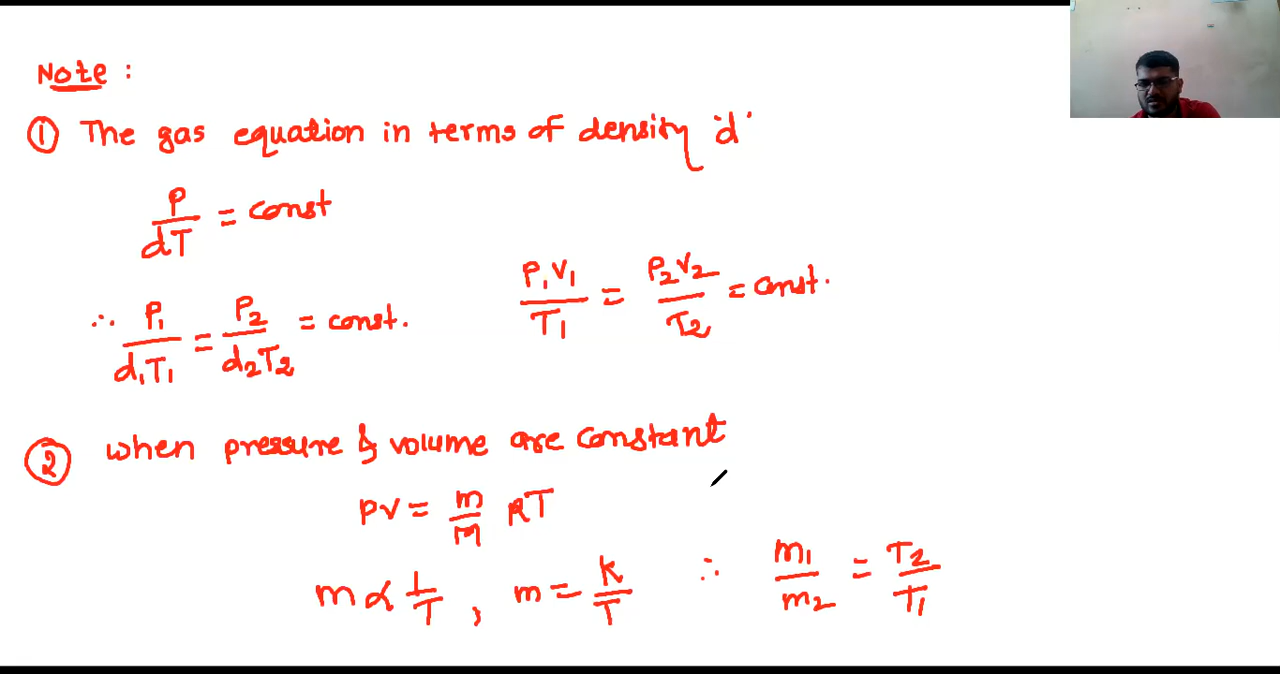 Note :
① The gas equation in terms of density 'd'
P/dT = const
P₁V₁/T₁ = P₂V₂/T₂ = const.
∴ P₁/d₁T₁ = P₂/d₂T₂ = const.
② when pressure & volume are constant
PV = m/M RT
m ∝ 1/T , m = k/T ∴ m₁/m₂ = T₂/T₁